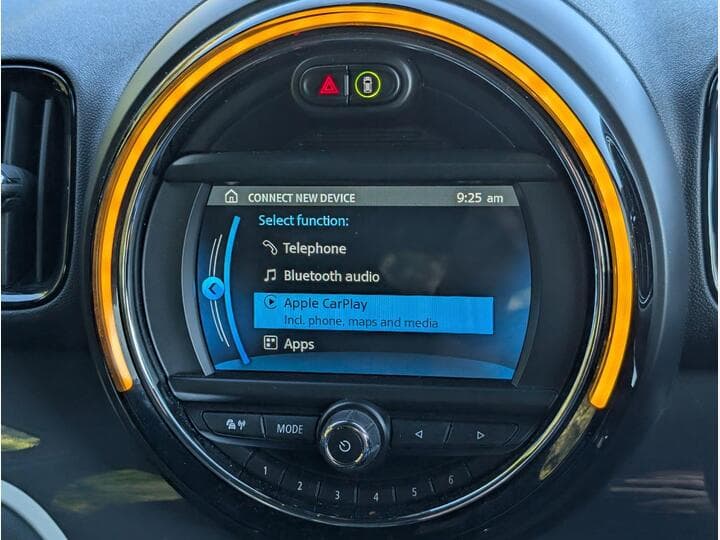 CONNECT NEW DEVICE 9:25 am
Select function:
Telephone
Bluetooth audio
Apple CarPlay
Incl. phone, maps and media
Apps
MODE
1 2 3 4 5 6